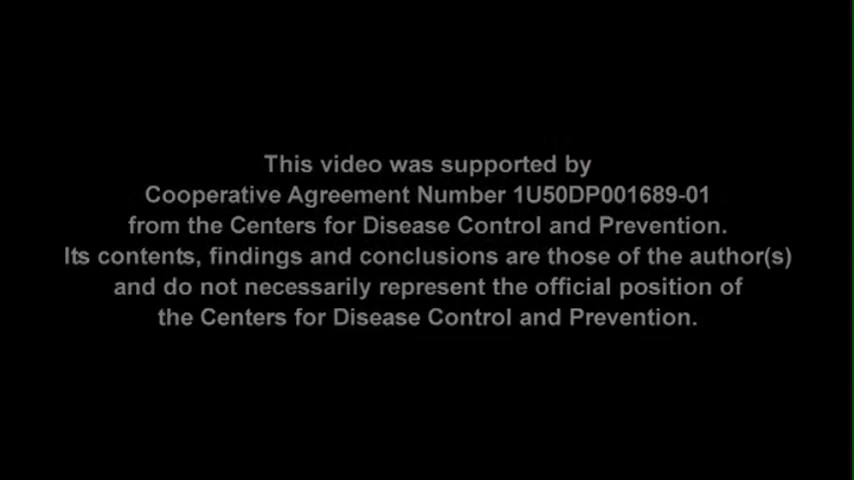 This video was supported by
Cooperative Agreement Number 1U50DP001689-01
from the Centers for Disease Control and Prevention.
Its contents, findings and conclusions are those of the author(s)
and do not necessarily represent the official position of
the Centers for Disease Control and Prevention.